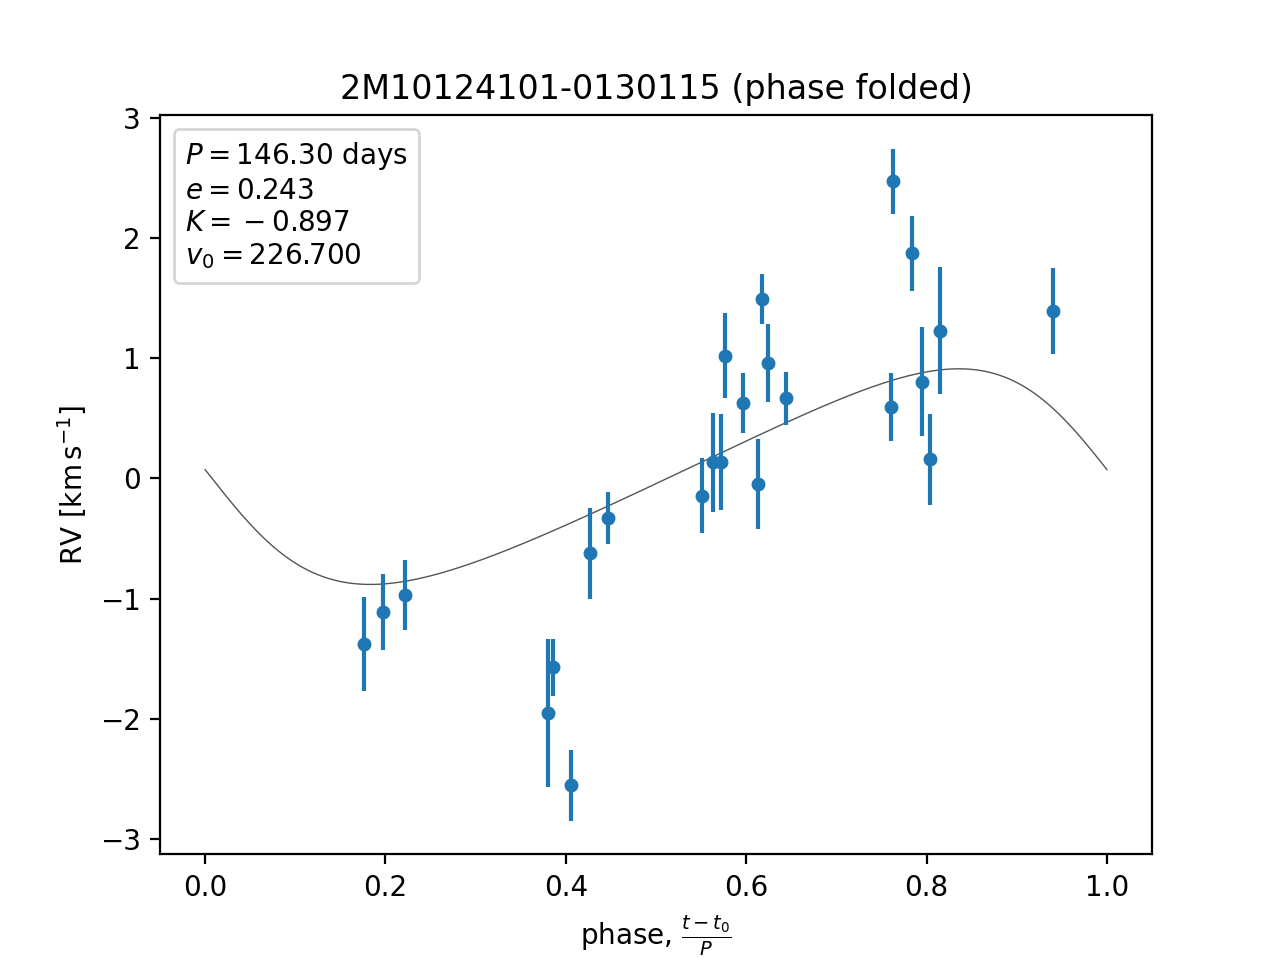 2M10124101-0130115 (phase folded)
P = 146.30 days
e = 0.243
K = −0.897
v₀ = 226.700
3
2
1
0
−1
−2
−3
RV [km s⁻¹]
0.0 0.2 0.4 0.6 0.8 1.0
phase, (t − t₀)/P